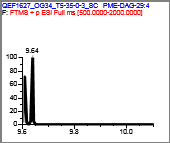 QEF1627_OG34_T5-35-0-3_SC PME-DAG-29:4
F: FTMS + p ESI Full ms [500.0000-2000.0000]
9.64
100
80
60
40
20
0
9.6 9.8 10.0